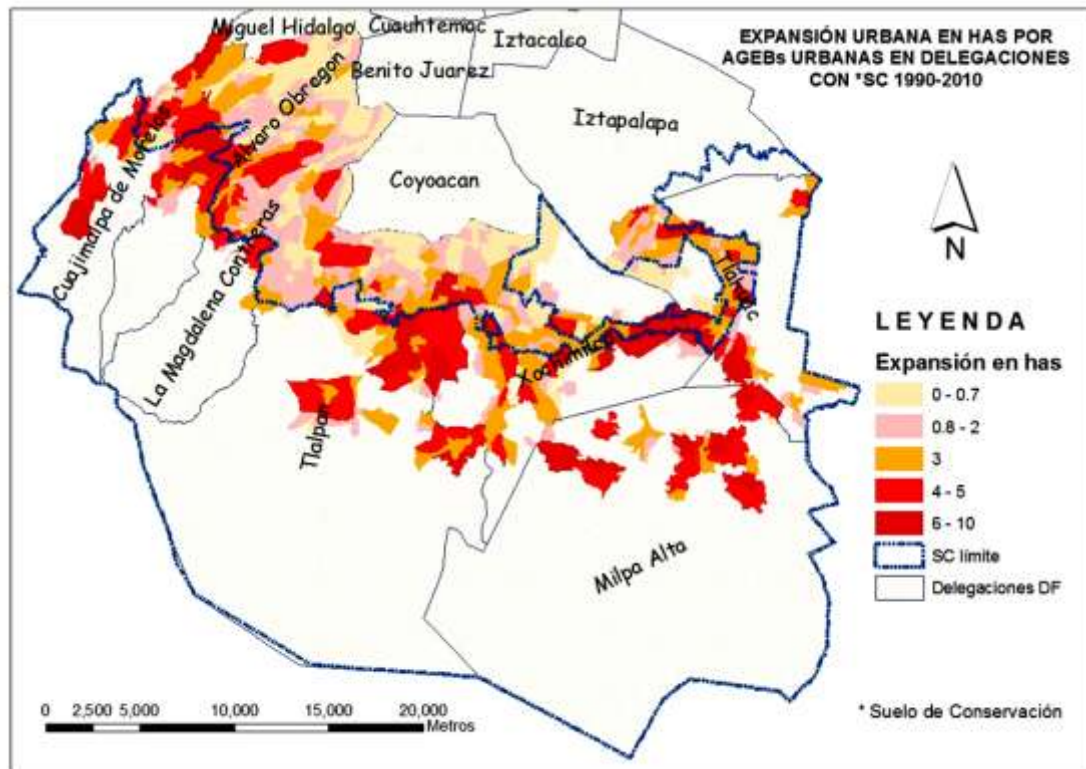 EXPANSIÓN URBANA EN HAS POR
AGEBs URBANAS EN DELEGACIONES
CON *SC 1990-2010
Miguel Hidalgo
Cuauhtemoc
Iztacalco
Benito Juarez
Iztapalapa
Alvaro Obregon
Coyoacan
Cuajimalpa de Morelos
La Magdalena Contreras
Tlahuac
Xochimilco
Tlalpan
Milpa Alta
N
LEYENDA
Expansión en has
0 - 0.7
0.8 - 2
3
4 - 5
6 - 10
SC límite
Delegaciones DF
0 2,500 5,000 10,000 15,000 20,000
Metros
* Suelo de Conservación